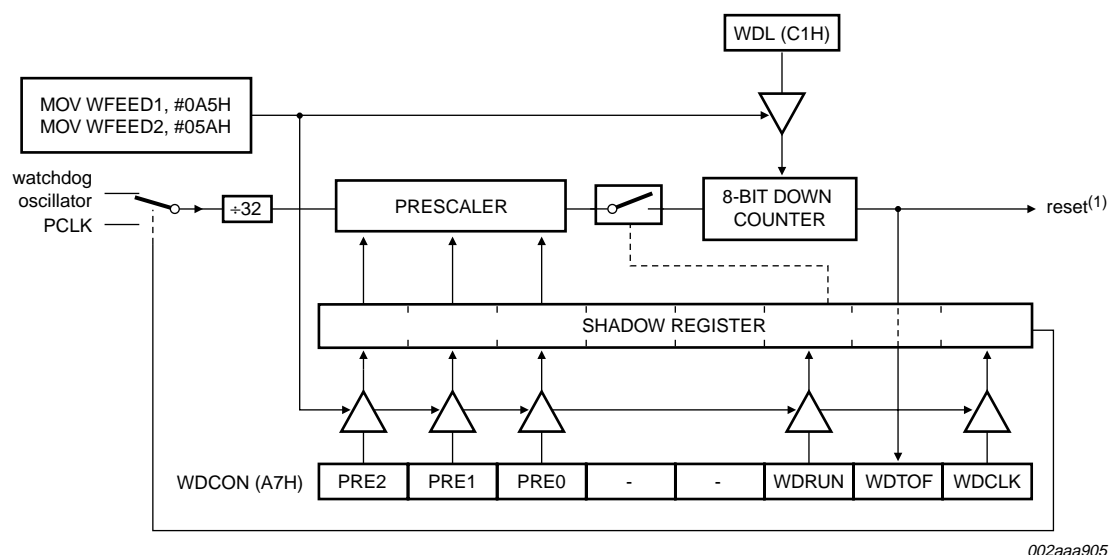 WDL (C1H)
MOV WFEED1, #0A5H
MOV WFEED2, #05AH
watchdog
oscillator
PCLK
÷32
PRESCALER
8-BIT DOWN
COUNTER
reset(1)
SHADOW REGISTER
WDCON (A7H)
PRE2
PRE1
PRE0
-
-
WDRUN
WDTOF
WDCLK
002aaa905